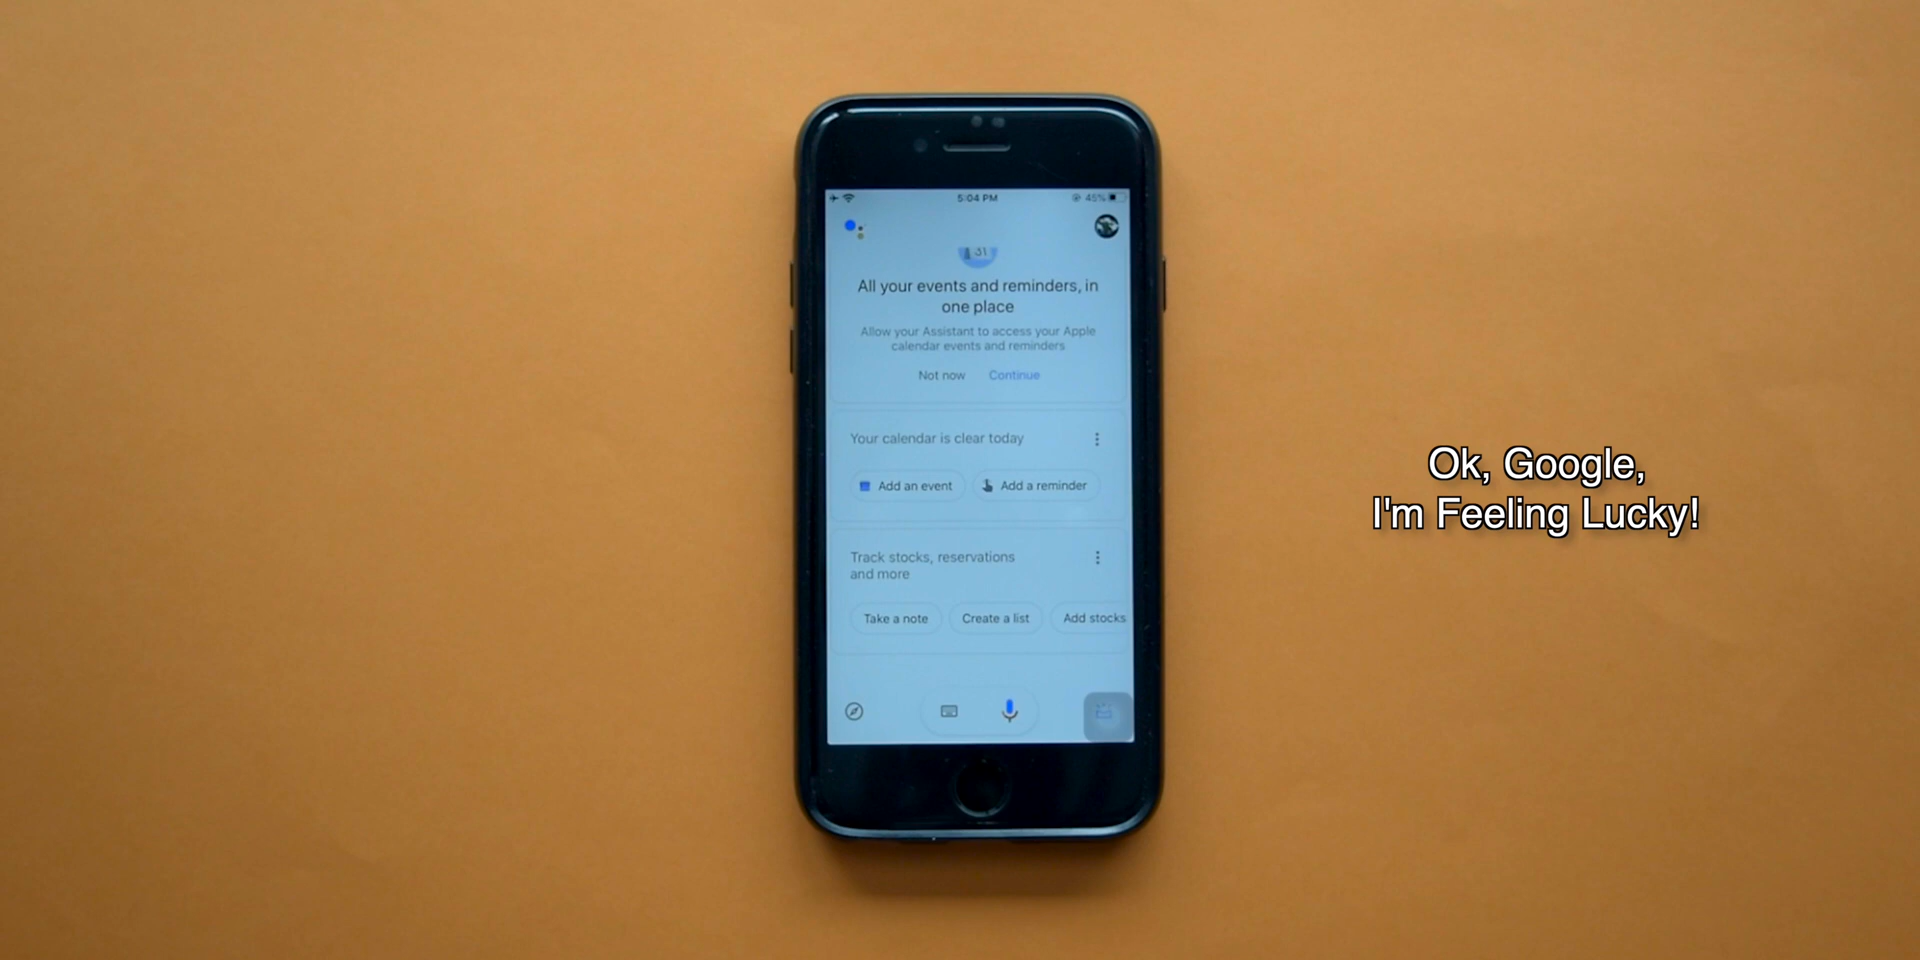 5:04 PM
45%
31
All your events and reminders, in
one place
Allow your Assistant to access your Apple
calendar events and reminders
Not now
Continue
Your calendar is clear today
Add an event
Add a reminder
Track stocks, reservations
and more
Take a note
Create a list
Add stocks
Ok, Google,
I'm Feeling Lucky!